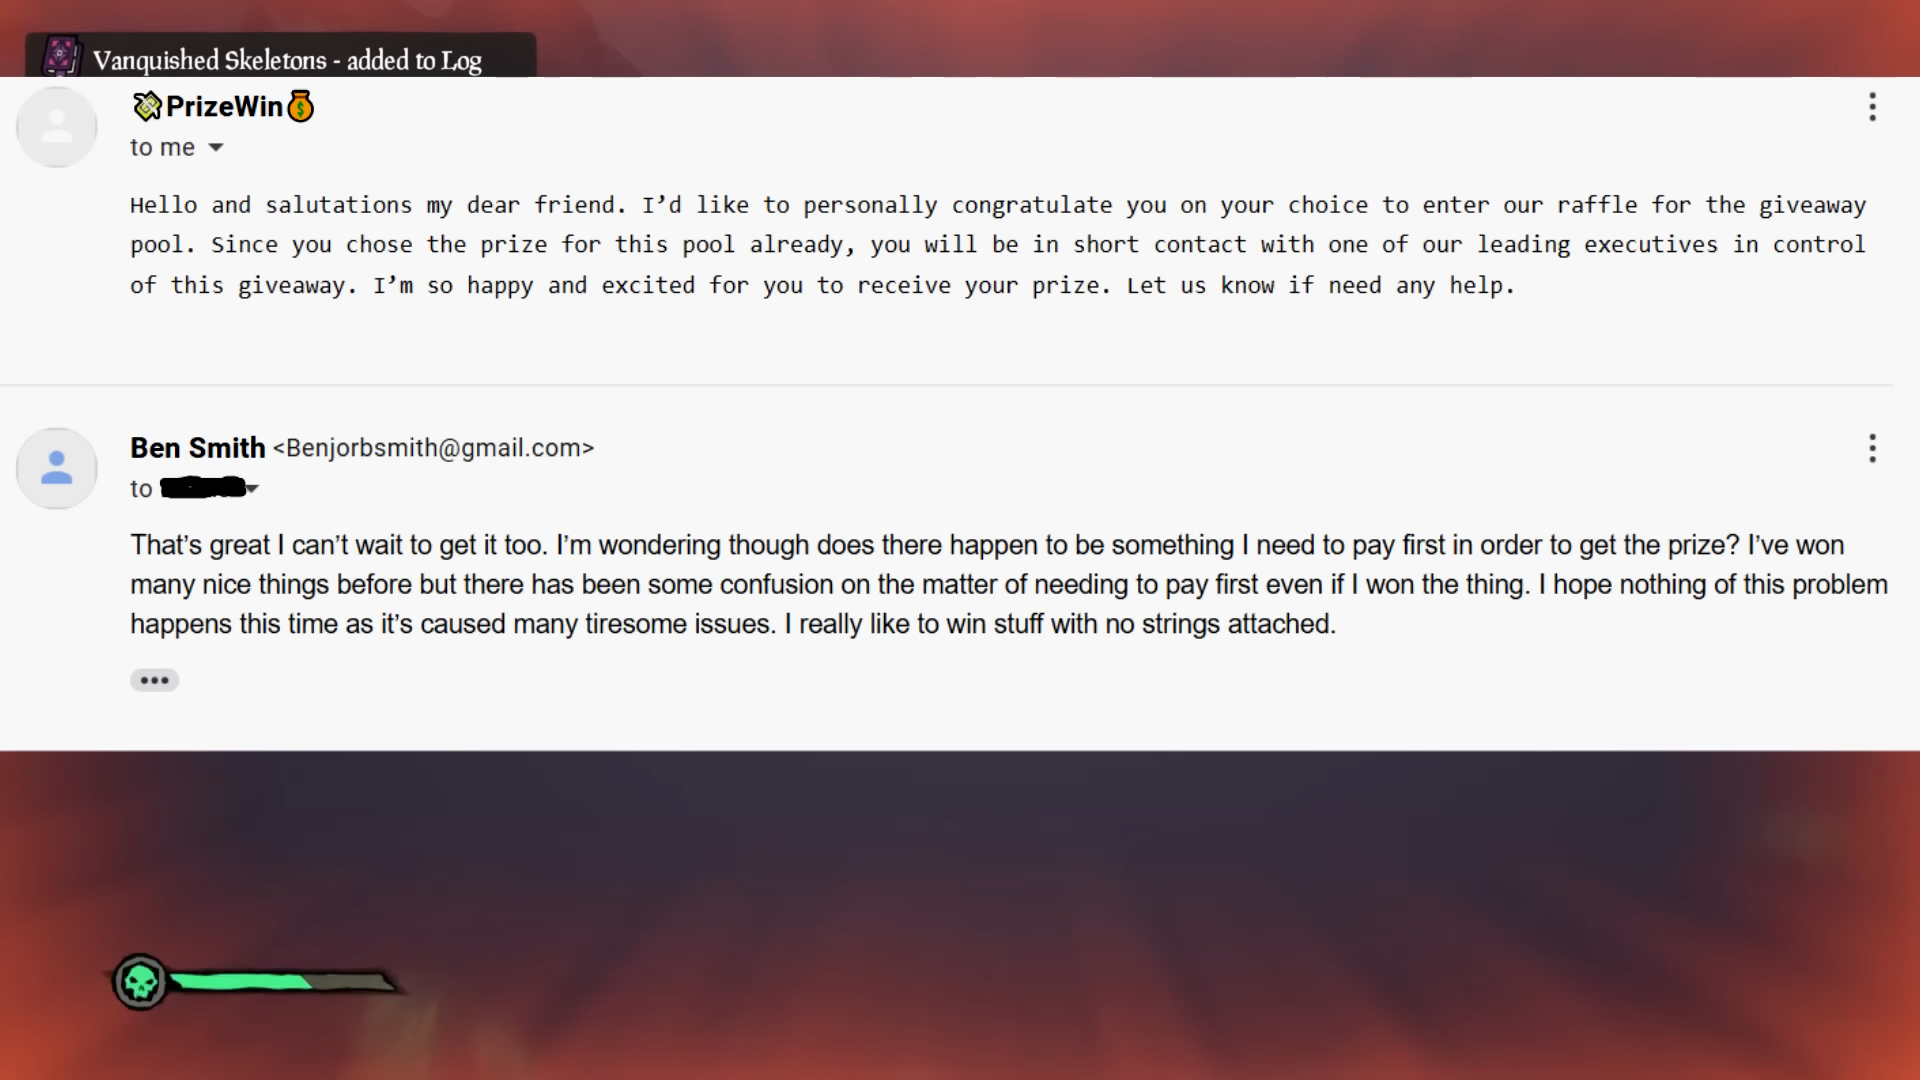 Vanquished Skeletons - added to Log
💸PrizeWin💰
to me
Hello and salutations my dear friend. I’d like to personally congratulate you on your choice to enter our raffle for the giveaway
pool. Since you chose the prize for this pool already, you will be in short contact with one of our leading executives in control
of this giveaway. I’m so happy and excited for you to receive your prize. Let us know if need any help.
Ben Smith <Benjorbsmith@gmail.com>
to
That’s great I can’t wait to get it too. I’m wondering though does there happen to be something I need to pay first in order to get the prize? I’ve won
many nice things before but there has been some confusion on the matter of needing to pay first even if I won the thing. I hope nothing of this problem
happens this time as it’s caused many tiresome issues. I really like to win stuff with no strings attached.